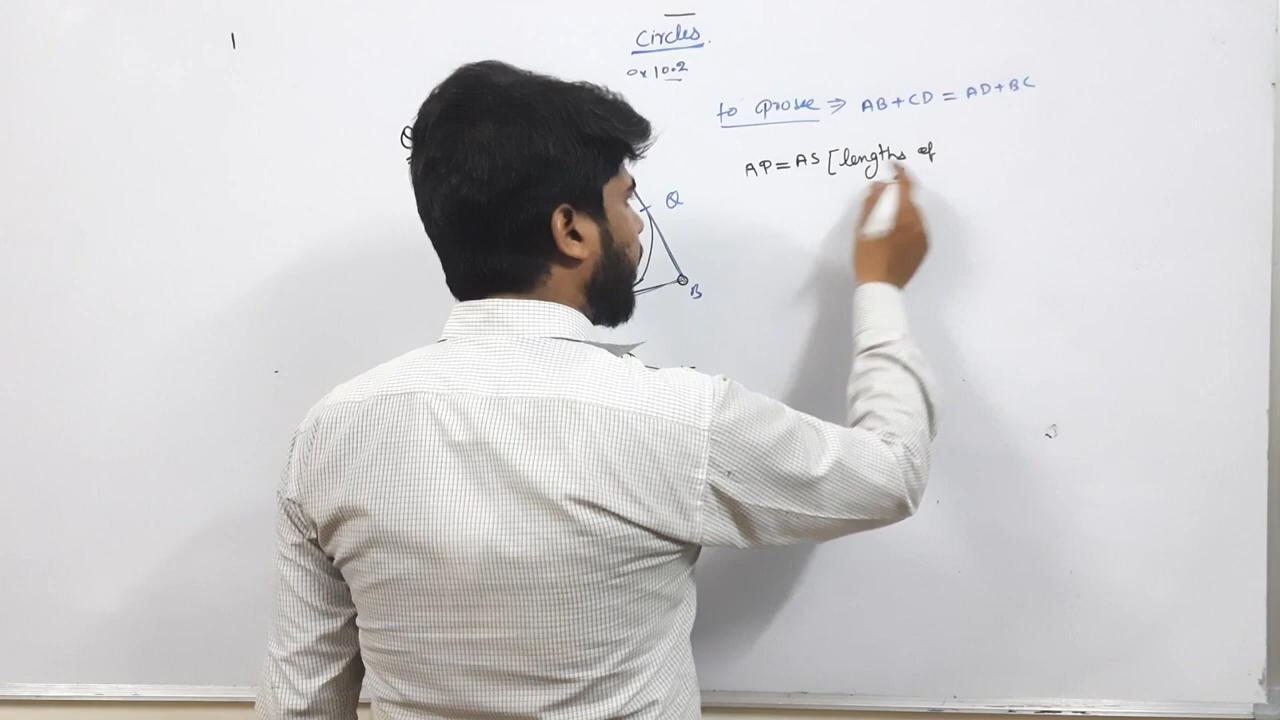 Circles.
Ex 10.2
to prove ⇒ AB+CD = AD+BC
Q
AP=AS [lengths of
Q
B